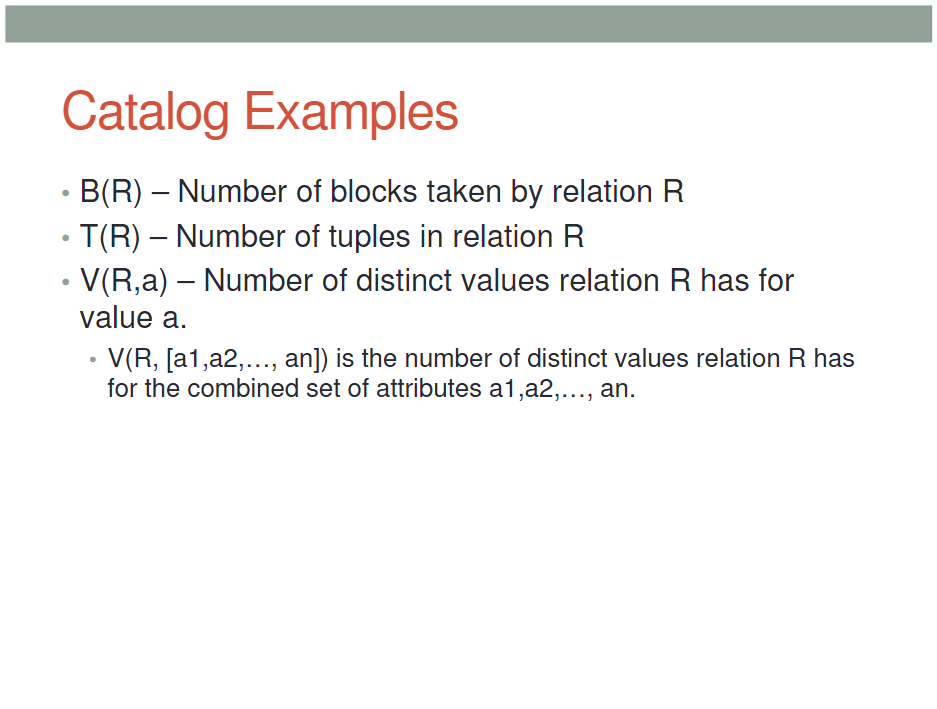 Catalog Examples
• B(R) – Number of blocks taken by relation R
• T(R) – Number of tuples in relation R
• V(R,a) – Number of distinct values relation R has for
value a.
• V(R, [a1,a2,…, an]) is the number of distinct values relation R has
for the combined set of attributes a1,a2,…, an.